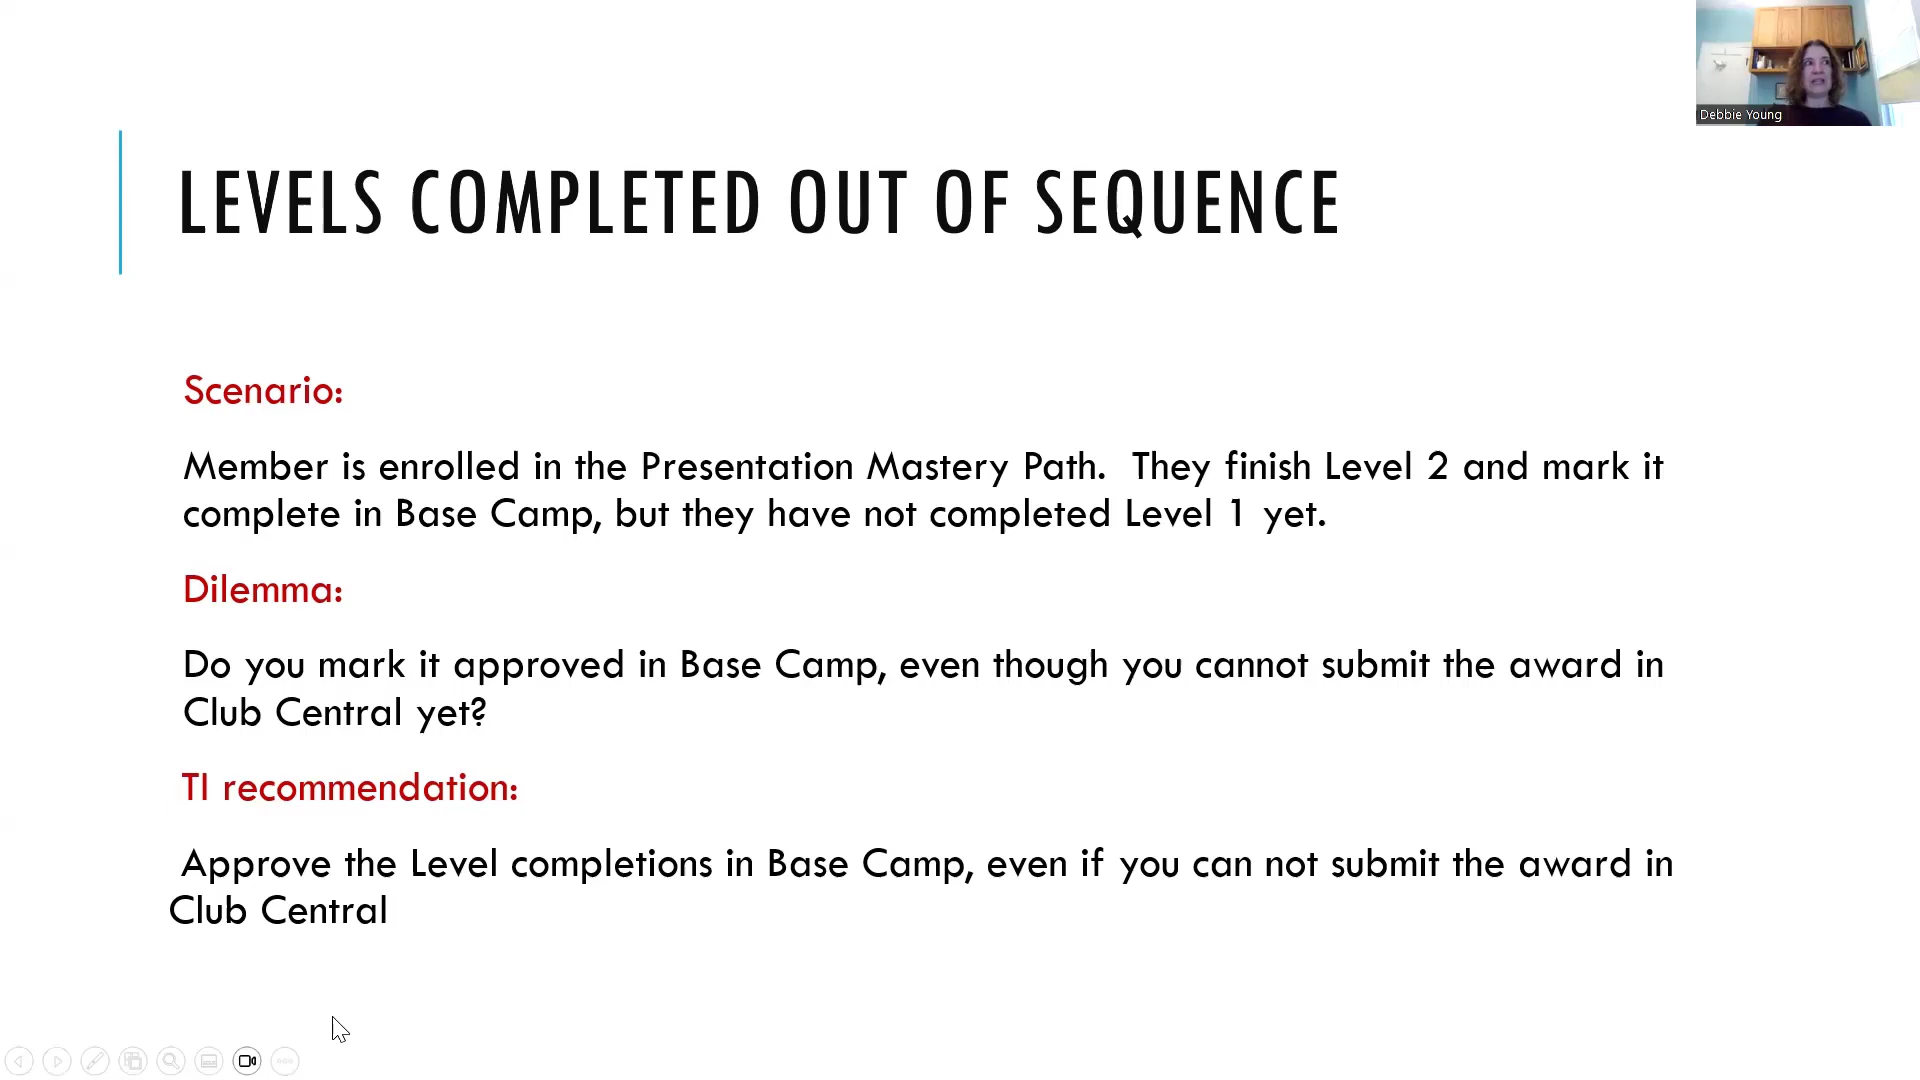 Debbie Young
LEVELS COMPLETED OUT OF SEQUENCE
Scenario:
Member is enrolled in the Presentation Mastery Path.  They finish Level 2 and mark it
complete in Base Camp, but they have not completed Level 1 yet.
Dilemma:
Do you mark it approved in Base Camp, even though you cannot submit the award in
Club Central yet?
TI recommendation:
Approve the Level completions in Base Camp, even if you can not submit the award in
Club Central